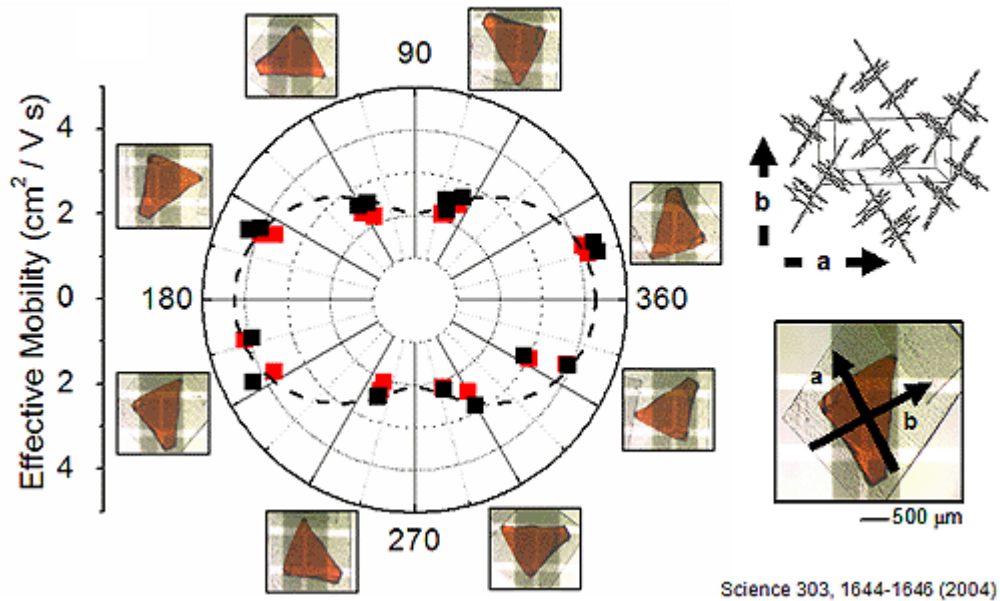 Effective Mobility (cm² / V s)
4
2
0
2
4
90
180
360
270
b
a
a
b
500 µm
Science 303, 1644-1646 (2004)